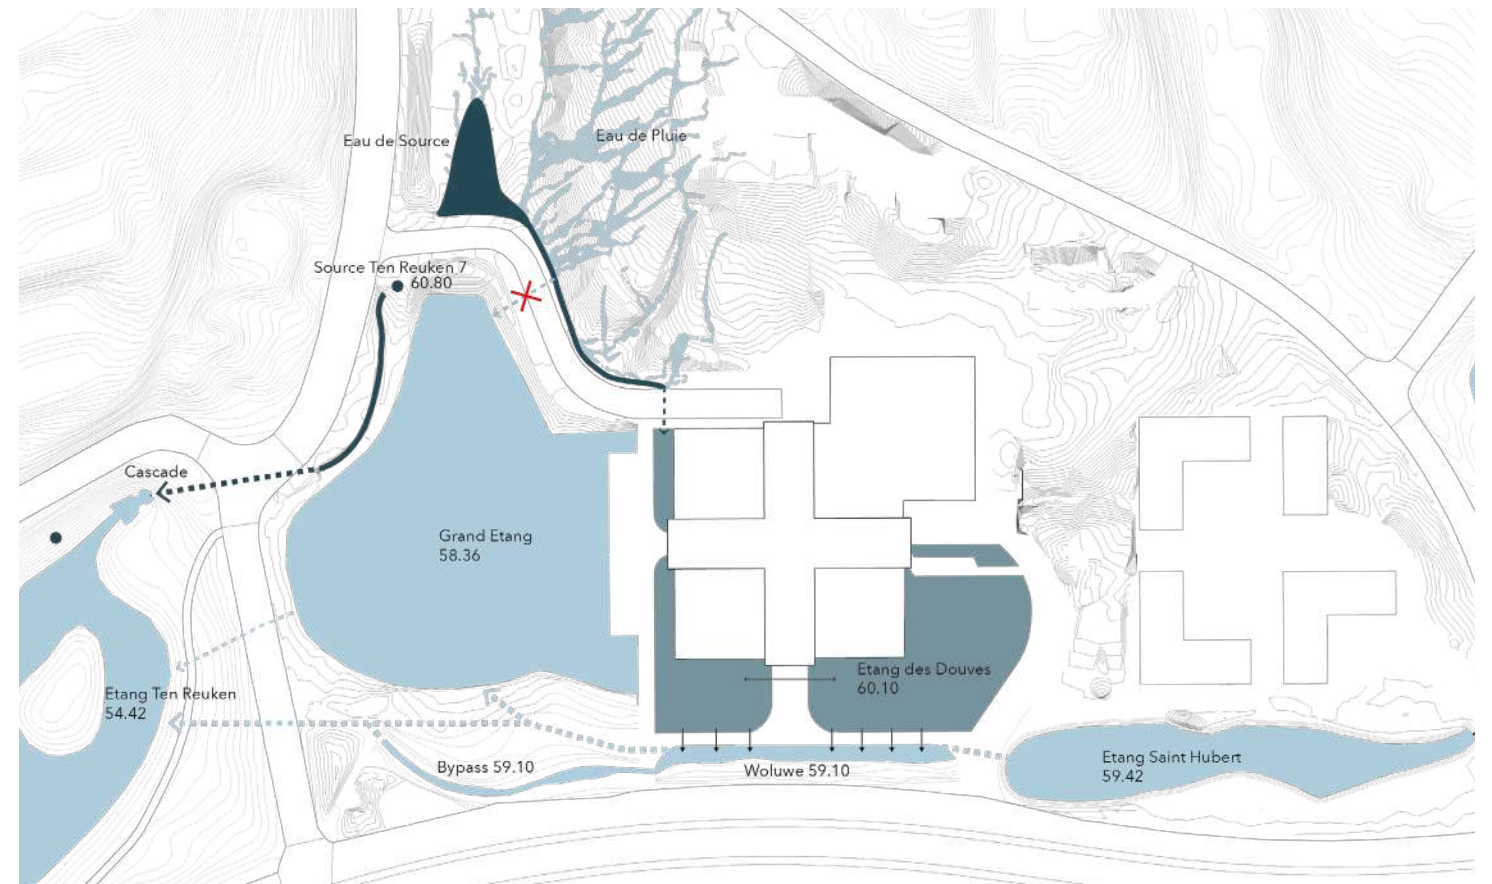 Eau de Source
Eau de Pluie
Source Ten Reuken 7
60.80
Cascade
Grand Etang
58.36
Etang des Douves
60.10
Etang Ten Reuken
54.42
Bypass 59.10
Woluwe 59.10
Etang Saint Hubert
59.42